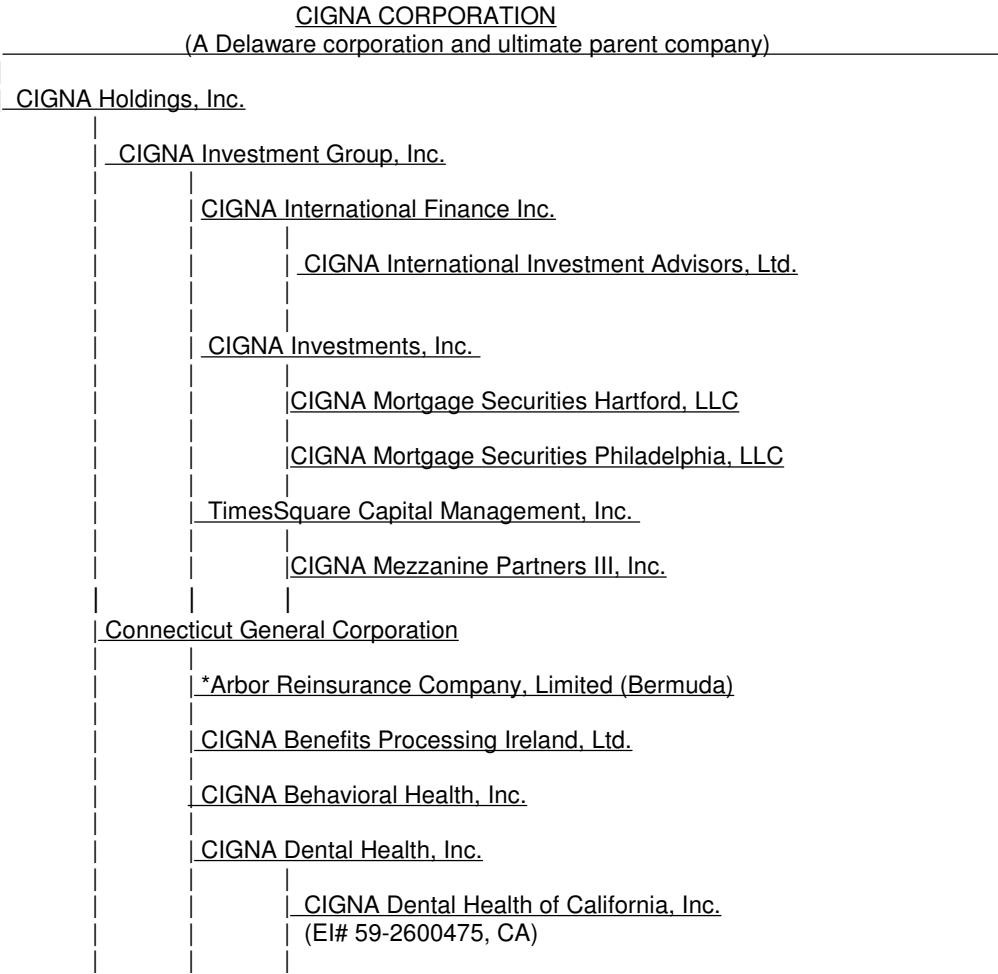 CIGNA CORPORATION
(A Delaware corporation and ultimate parent company)
CIGNA Holdings, Inc.
CIGNA Investment Group, Inc.
CIGNA International Finance Inc.
CIGNA International Investment Advisors, Ltd.
CIGNA Investments, Inc.
CIGNA Mortgage Securities Hartford, LLC
CIGNA Mortgage Securities Philadelphia, LLC
TimesSquare Capital Management, Inc.
CIGNA Mezzanine Partners III, Inc.
Connecticut General Corporation
*Arbor Reinsurance Company, Limited (Bermuda)
CIGNA Benefits Processing Ireland, Ltd.
CIGNA Behavioral Health, Inc.
CIGNA Dental Health, Inc.
CIGNA Dental Health of California, Inc.
(EI# 59-2600475, CA)